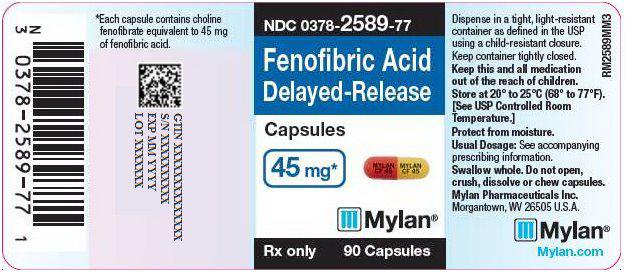 N
3 0378-2589-77 1
*Each capsule contains choline
fenofibrate equivalent to 45 mg
of fenofibric acid.
GTIN XXXXXXXXXXXXXX
S/N XXXXXXXXXX
EXP MM YYYY
LOT XXXXXXX
NDC 0378-2589-77
Fenofibric Acid
Delayed-Release
Capsules
45 mg*
MYLAN
CF 45
MYLAN
CF 45
Mylan®
Rx only 90 Capsules
Dispense in a tight, light-resistant
container as defined in the USP
using a child-resistant closure.
Keep container tightly closed.
Keep this and all medication
out of the reach of children.
Store at 20° to 25°C (68° to 77°F).
[See USP Controlled Room
Temperature.]
Protect from moisture.
Usual Dosage: See accompanying
prescribing information.
Swallow whole. Do not open,
crush, dissolve or chew capsules.
Mylan Pharmaceuticals Inc.
Morgantown, WV 26505 U.S.A.
Mylan®
Mylan.com
RM2589MM3